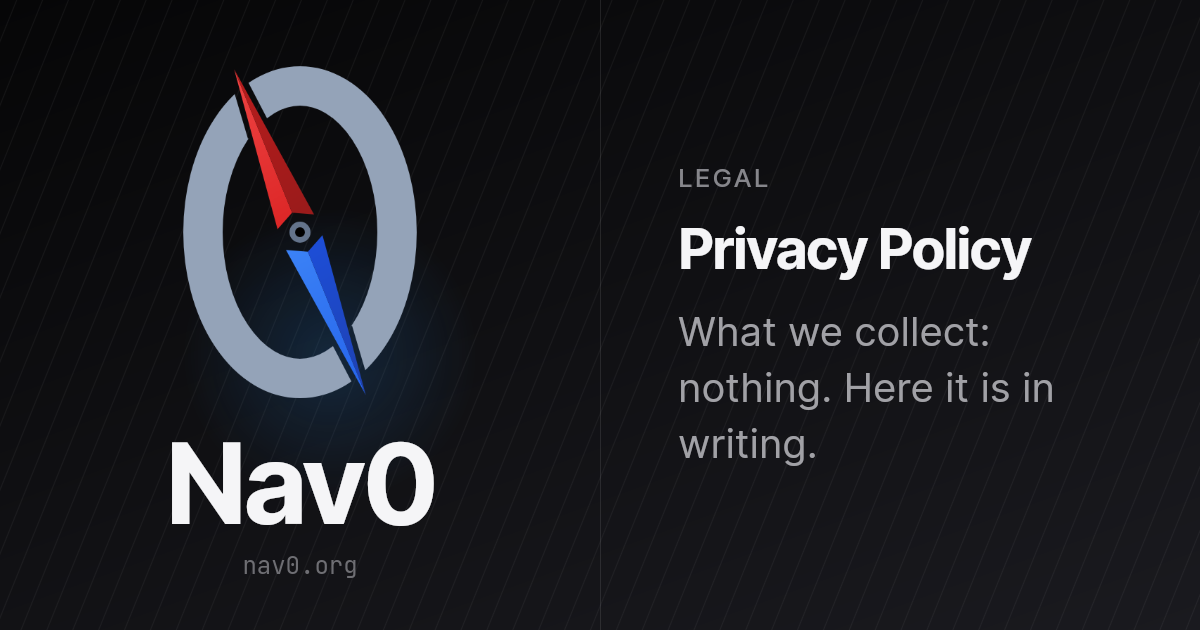 Nav0
nav0.org
LEGAL
Privacy Policy
What we collect:
nothing. Here it is in
writing.